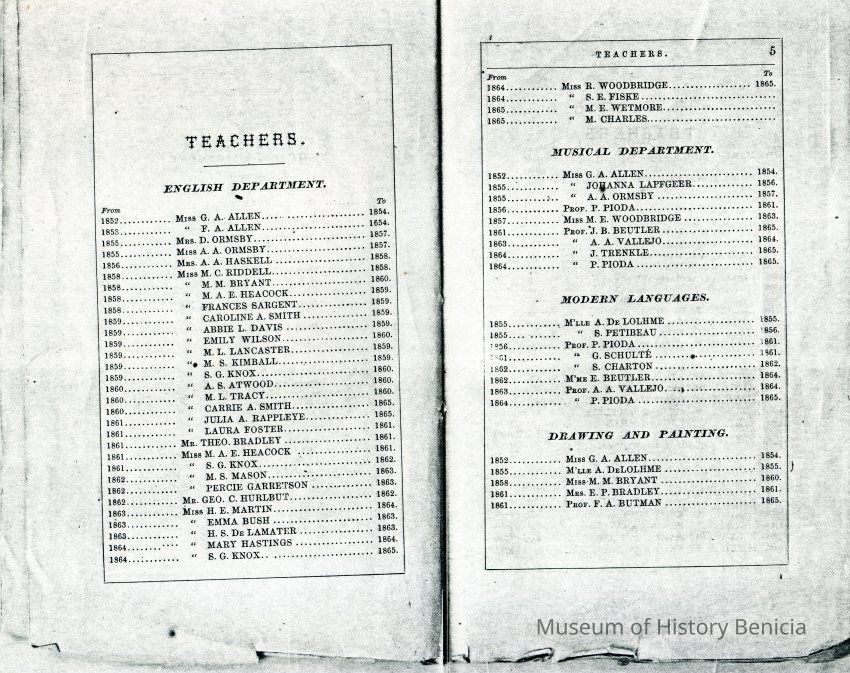 TEACHERS.
ENGLISH DEPARTMENT.
From To
1852.......... Miss G. A. ALLEN.......... 1854.
1853.......... " F. A. ALLEN.......... 1654.
1855.......... Mrs. D. ORMSBY.......... 1857.
1855.......... Miss A. A. ORMSBY.......... 1857.
1856.......... Mrs. A. A. HASKELL.......... 1858.
1858.......... Miss M. C. RIDDELL.......... 1858.
1858.......... " M. M. BRYANT.......... 1860.
1858.......... " M. A. E. HEACOCK.......... 1859.
1858.......... " FRANCES SARGENT.......... 1859.
1859.......... " CAROLINE A. SMITH.......... 1859.
1859.......... " ABBIE L. DAVIS.......... 1859.
1859.......... " EMILY WILSON.......... 1860.
1859.......... " M. L. LANCASTER.......... 1859.
1859.......... " M. S. KIMBALL.......... 1859.
1859.......... " S. G. KNOX.......... 1860.
1860.......... " A. S. ATWOOD.......... 1860.
1860.......... " M. L. TRACY.......... 1860.
1860.......... " CARRIE A. SMITH.......... 1865.
1861.......... " JULIA A. RAPPLEYE.......... 1865.
1861.......... " LAURA FOSTER.......... 1861.
1861.......... Mr. THEO. BRADLEY.......... 1861.
1861.......... Miss M. A. E. HEACOCK.......... 1861.
1861.......... " S. G. KNOX.......... 1862.
1862.......... " M. S. MASON.......... 1863.
1862.......... " PERCIE GARRETSON.......... 1863.
1862.......... Mr. GEO. C. HURLBUT.......... 1862.
1863.......... Miss H. E. MARTIN.......... 1864.
1863.......... " EMMA BUSH.......... 1863.
1863.......... " H. S. De LAMATER.......... 1863.
1864.......... " MARY HASTINGS.......... 1864.
1864.......... " S. G. KNOX.......... 1865.
TEACHERS. 5
From To
1864.......... Miss R. WOODBRIDGE.......... 1865.
1864.......... " S. E. FISKE..........
1865.......... " M. E. WETMORE..........
1865.......... " M. CHARLES..........
MUSICAL DEPARTMENT.
1852.......... Miss G. A. ALLEN.......... 1854.
1855.......... " JOHANNA LAPFGEER.......... 1856.
1855.......... " A. A. ORMSBY.......... 1857.
1856.......... Prof. P. PIODA.......... 1861.
1857.......... Miss M. E. WOODBRIDGE.......... 1863.
1861.......... Prof. J. B. BEUTLER.......... 1865.
1863.......... " A. A. VALLEJO.......... 1864.
1864.......... " J. TRENKLE.......... 1865.
1864.......... " P. PIODA.......... 1865.
MODERN LANGUAGES.
1855.......... M'lle A. De LOLHME.......... 1855.
1855.......... " S. PETIBEAU.......... 1856.
1856.......... Prof. P. PIODA.......... 1861.
1861.......... " G. SCHULTÉ.......... 1861.
1862.......... " S. CHARTON.......... 1862.
1862.......... M'me E. BEUTLER.......... 1864.
1863.......... Prof. A. A. VALLEJO.......... 1864.
1864.......... " P. PIODA.......... 1865.
DRAWING AND PAINTING.
1852.......... Miss G. A. ALLEN.......... 1854.
1855.......... M'lle A. DeLOLHME.......... 1855.
1858.......... Miss M. M. BRYANT.......... 1860.
1861.......... Mrs. E. P. BRADLEY.......... 1861.
1861.......... Prof. F. A. BUTMAN.......... 1865.
Museum of History Benicia